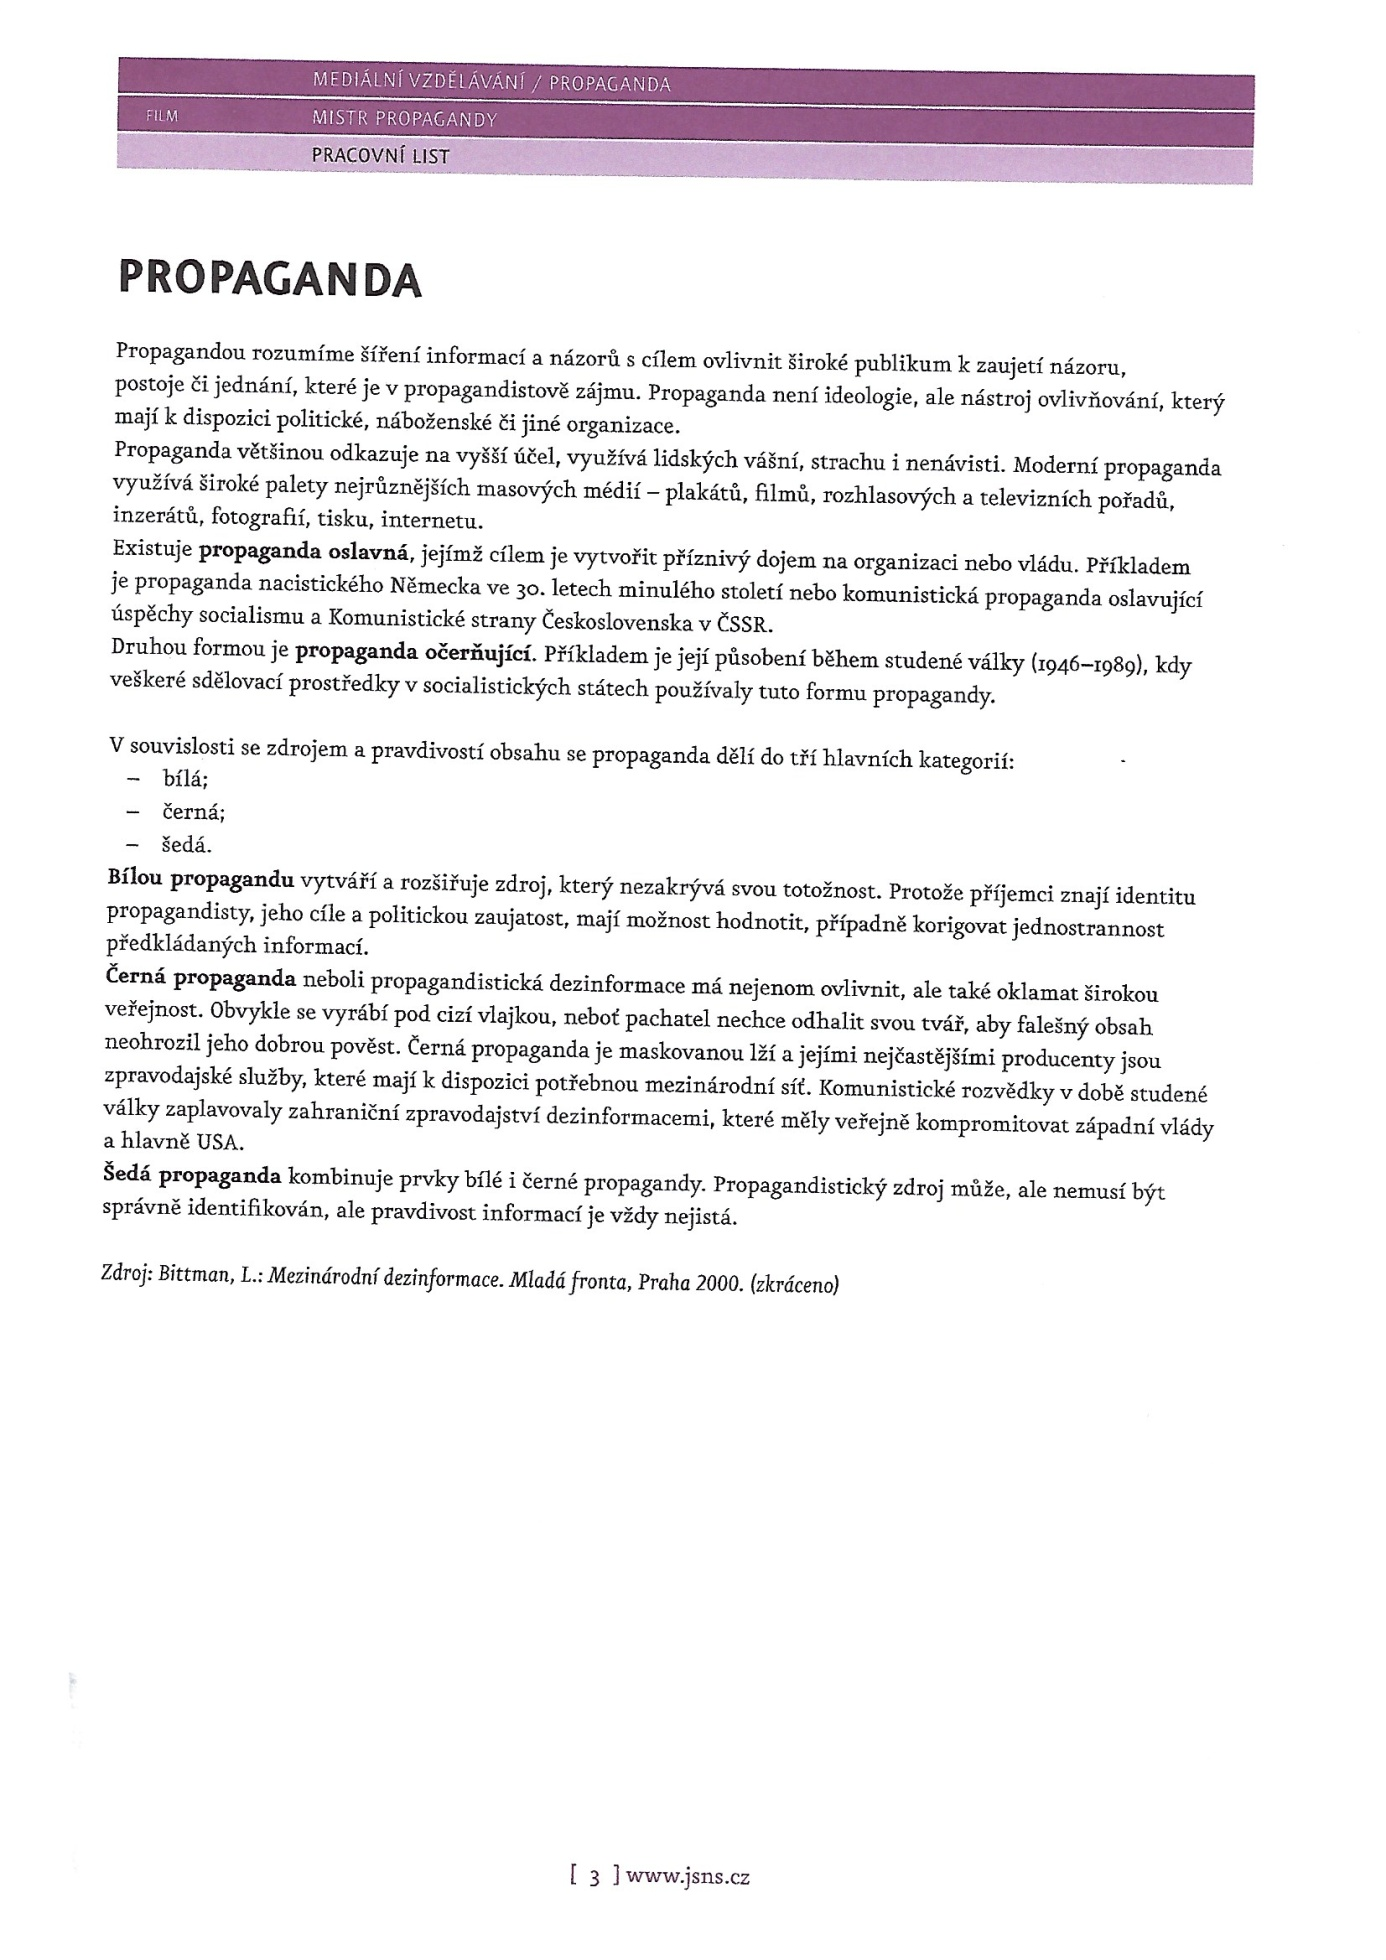 MEDIÁLNÍ VZDĚLÁVÁNÍ / PROPAGANDA
FILM MISTR PROPAGANDY
PRACOVNÍ LIST
PROPAGANDA
Propagandou rozumíme šíření informací a názorů s cílem ovlivnit široké publikum k zaujetí názoru,
postoje či jednání, které je v propagandistově zájmu. Propaganda není ideologie, ale nástroj ovlivňování, který
mají k dispozici politické, náboženské či jiné organizace.
Propaganda většinou odkazuje na vyšší účel, využívá lidských vášní, strachu i nenávisti. Moderní propaganda
využívá široké palety nejrůznějších masových médií – plakátů, filmů, rozhlasových a televizních pořadů,
inzerátů, fotografií, tisku, internetu.
Existuje propaganda oslavná, jejímž cílem je vytvořit příznivý dojem na organizaci nebo vládu. Příkladem
je propaganda nacistického Německa ve 30. letech minulého století nebo komunistická propaganda oslavující
úspěchy socialismu a Komunistické strany Československa v ČSSR.
Druhou formou je propaganda očerňující. Příkladem je její působení během studené války (1946–1989), kdy
veškeré sdělovací prostředky v socialistických státech používaly tuto formu propagandy.
V souvislosti se zdrojem a pravdivostí obsahu se propaganda dělí do tří hlavních kategorií:
– bílá;
– černá;
– šedá.
Bílou propagandu vytváří a rozšiřuje zdroj, který nezakrývá svou totožnost. Protože příjemci znají identitu
propagandisty, jeho cíle a politickou zaujatost, mají možnost hodnotit, případně korigovat jednostrannost
předkládaných informací.
Černá propaganda neboli propagandistická dezinformace má nejenom ovlivnit, ale také oklamat širokou
veřejnost. Obvykle se vyrábí pod cizí vlajkou, neboť pachatel nechce odhalit svou tvář, aby falešný obsah
neohrozil jeho dobrou pověst. Černá propaganda je maskovanou lží a jejími nejčastějšími producenty jsou
zpravodajské služby, které mají k dispozici potřebnou mezinárodní síť. Komunistické rozvědky v době studené
války zaplavovaly zahraniční zpravodajství dezinformacemi, které měly veřejně kompromitovat západní vlády
a hlavně USA.
Šedá propaganda kombinuje prvky bílé i černé propagandy. Propagandistický zdroj může, ale nemusí být
správně identifikován, ale pravdivost informací je vždy nejistá.
Zdroj: Bittman, L.: Mezinárodní dezinformace. Mladá fronta, Praha 2000. (zkráceno)
[ 3 ] www.jsns.cz